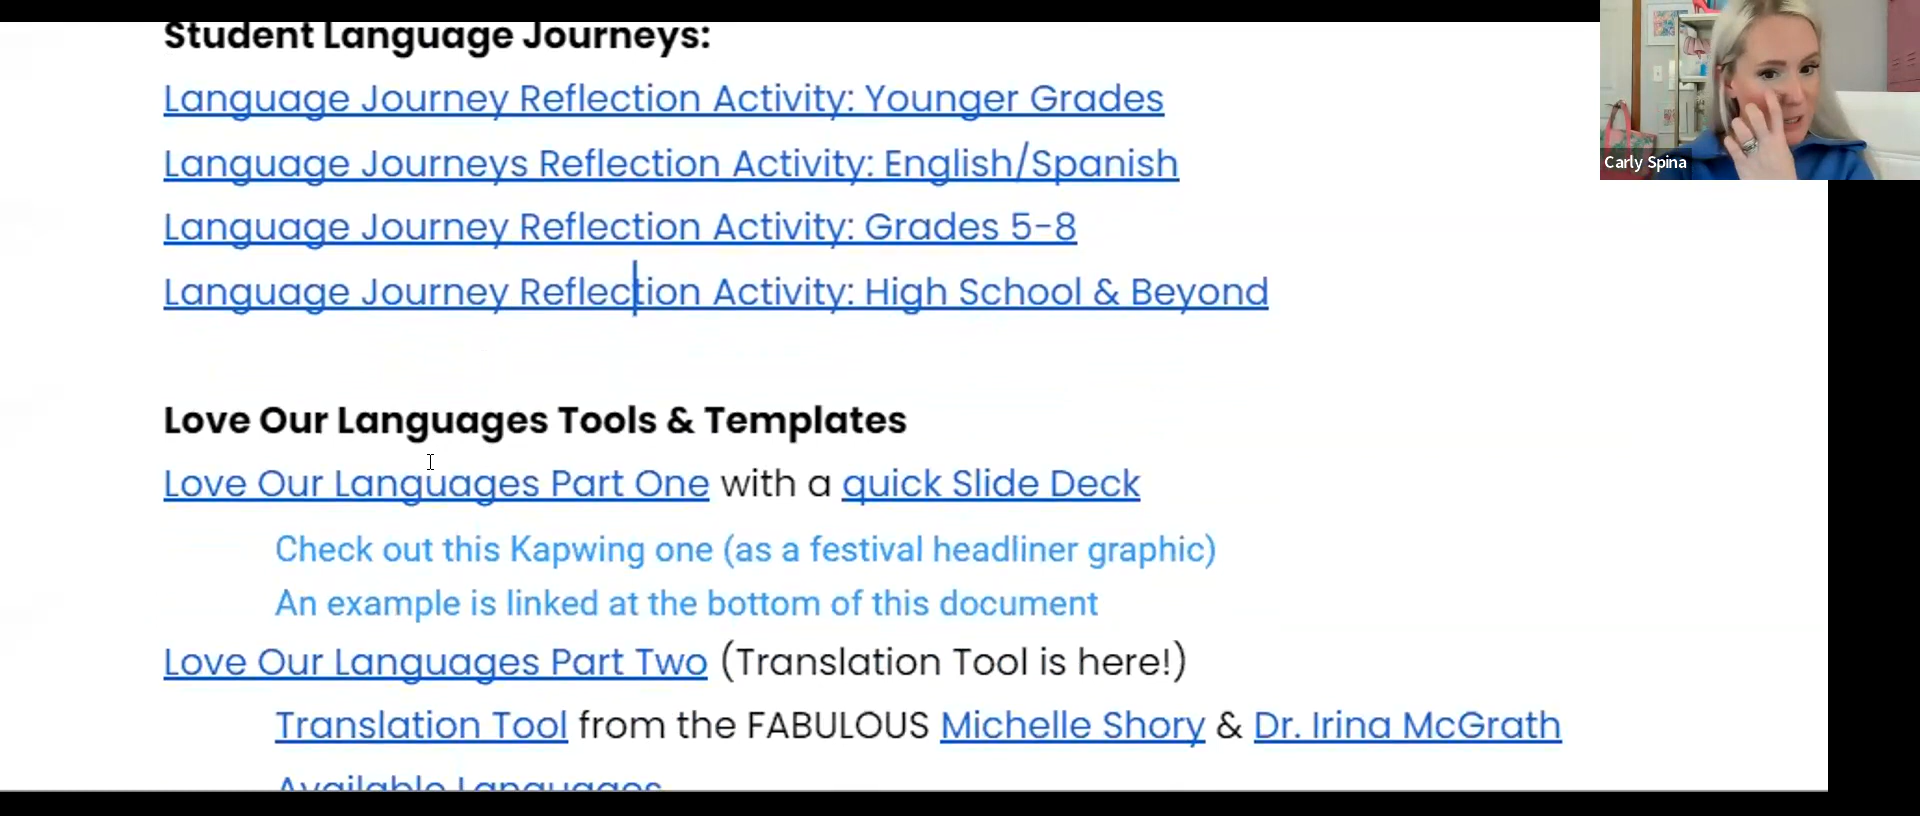 Student Language Journeys:
Language Journey Reflection Activity: Younger Grades
Language Journeys Reflection Activity: English/Spanish
Language Journey Reflection Activity: Grades 5-8
Language Journey Reflection Activity: High School & Beyond
Love Our Languages Tools & Templates
Love Our Languages Part One with a quick Slide Deck
Check out this Kapwing one (as a festival headliner graphic)
An example is linked at the bottom of this document
Love Our Languages Part Two (Translation Tool is here!)
Translation Tool from the FABULOUS Michelle Shory & Dr. Irina McGrath
Available Languages
Carly Spina